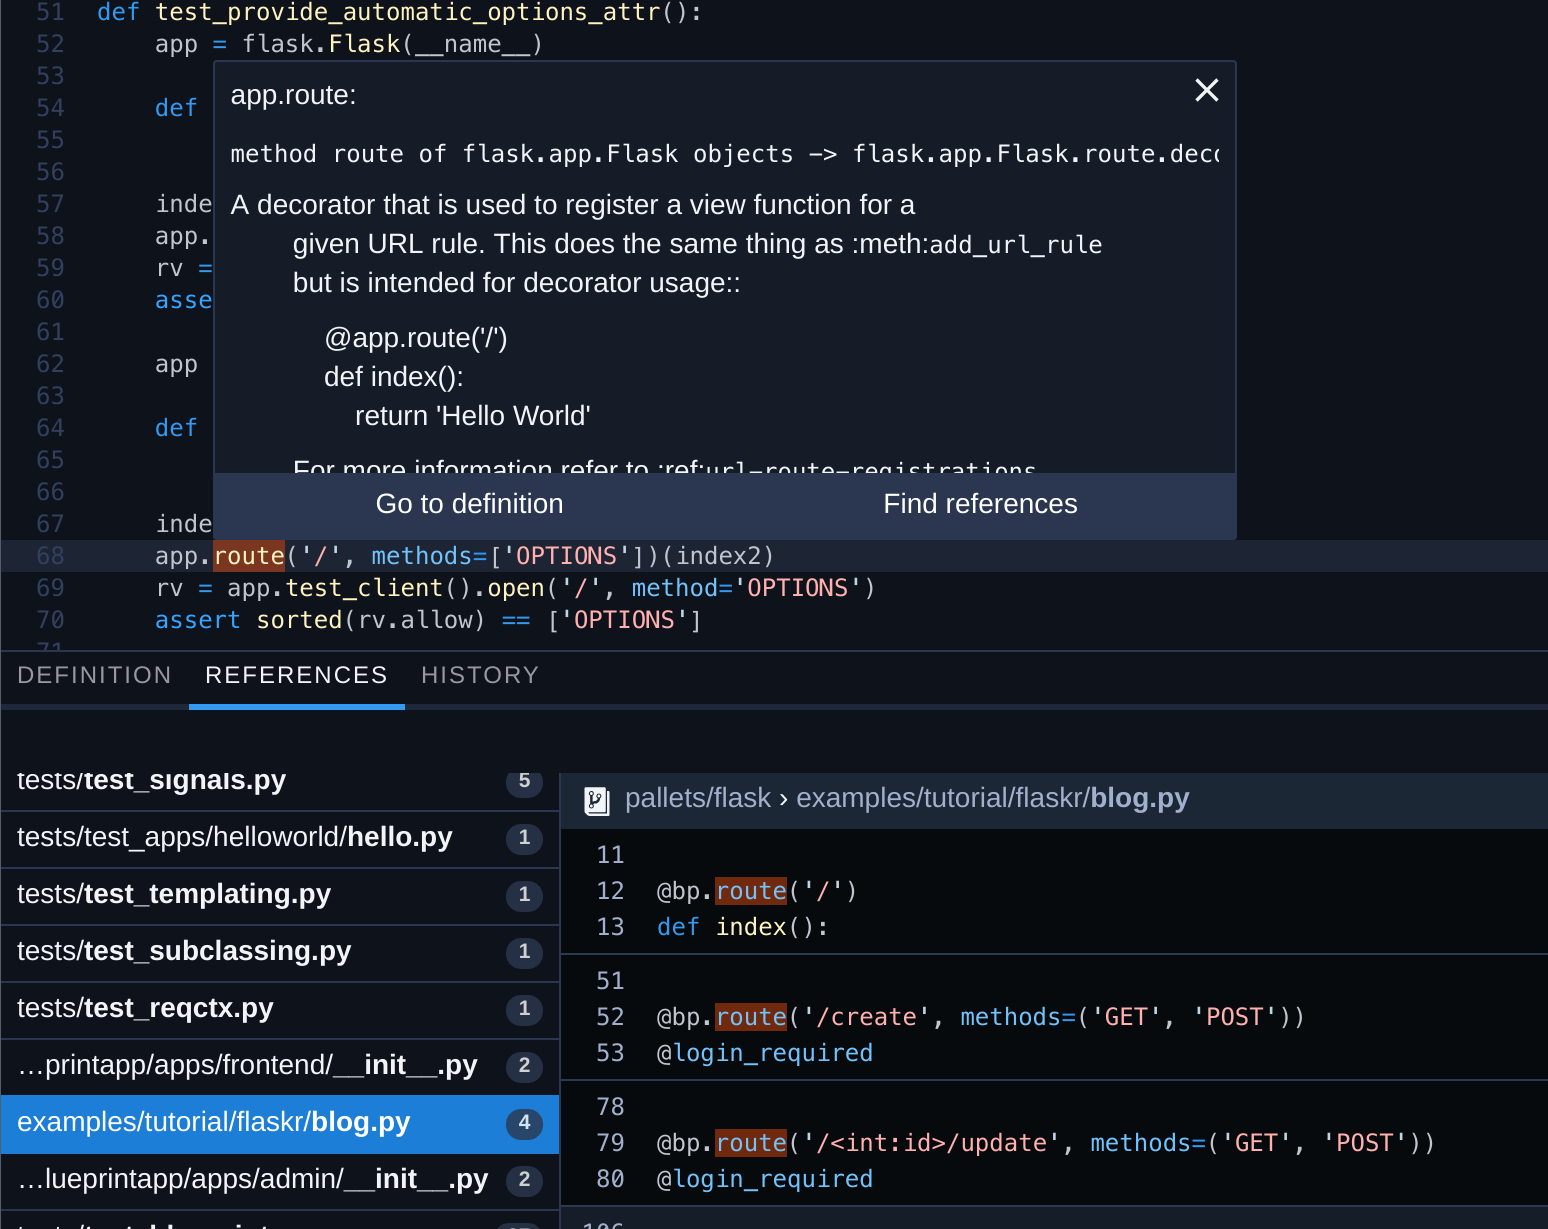 51 def test_provide_automatic_options_attr():
52 app = flask.Flask(__name__)
53
54 def
55
56
57 inde
58 app.
59 rv =
60 asse
61
62 app
63
64 def
65
66
67 inde
app.route:
method route of flask.app.Flask objects -> flask.app.Flask.route.deco
A decorator that is used to register a view function for a
given URL rule. This does the same thing as :meth:add_url_rule
but is intended for decorator usage::
@app.route('/')
def index():
return 'Hello World'
For more information refer to :ref:url-route-registrations
Go to definition Find references
68 app.route('/', methods=['OPTIONS'])(index2)
69 rv = app.test_client().open('/', method='OPTIONS')
70 assert sorted(rv.allow) == ['OPTIONS']
71
DEFINITION REFERENCES HISTORY
tests/test_signals.py 5
tests/test_apps/helloworld/hello.py 1
tests/test_templating.py 1
tests/test_subclassing.py 1
tests/test_reqctx.py 1
…printapp/apps/frontend/__init__.py 2
examples/tutorial/flaskr/blog.py 4
…lueprintapp/apps/admin/__init__.py 2
pallets/flask › examples/tutorial/flaskr/blog.py
11
12 @bp.route('/')
13 def index():
51
52 @bp.route('/create', methods=('GET', 'POST'))
53 @login_required
78
79 @bp.route('/<int:id>/update', methods=('GET', 'POST'))
80 @login_required
106